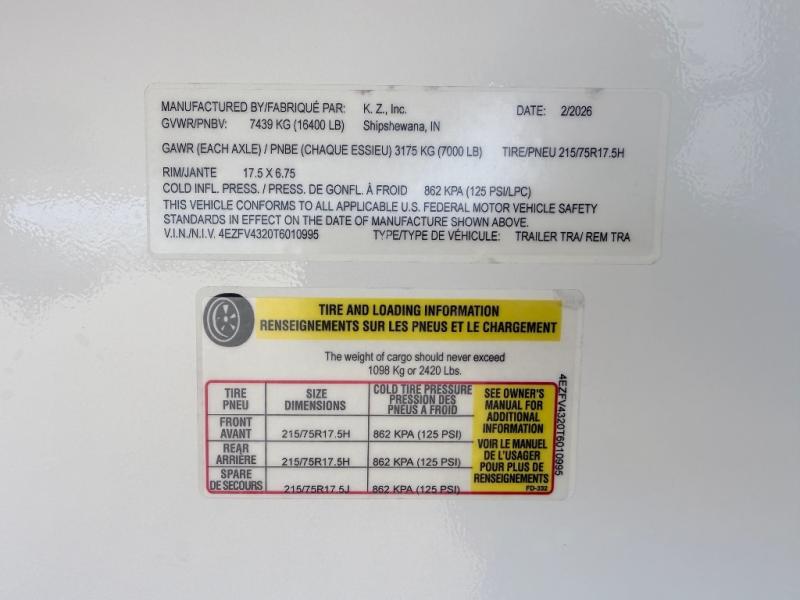 MANUFACTURED BY/FABRIQUÉ PAR: K. Z., Inc. DATE: 2/2026
GVWR/PNBV: 7439 KG (16400 LB) Shipshewana, IN
GAWR (EACH AXLE) / PNBE (CHAQUE ESSIEU) 3175 KG (7000 LB) TIRE/PNEU 215/75R17.5H
RIM/JANTE 17.5 X 6.75
COLD INFL. PRESS. / PRESS. DE GONFL. À FROID 862 KPA (125 PSI/LPC)
THIS VEHICLE CONFORMS TO ALL APPLICABLE U.S. FEDERAL MOTOR VEHICLE SAFETY
STANDARDS IN EFFECT ON THE DATE OF MANUFACTURE SHOWN ABOVE.
V.I.N./N.I.V. 4EZFV4320T6010995 TYPE/TYPE DE VÉHICULE: TRAILER TRA/ REM TRA
TIRE AND LOADING INFORMATION
RENSEIGNEMENTS SUR LES PNEUS ET LE CHARGEMENT
The weight of cargo should never exceed
1098 Kg or 2420 Lbs.
TIRE
PNEU
SIZE
DIMENSIONS
COLD TIRE PRESSURE
PRESSION DES
PNEUS A FROID
FRONT
AVANT
215/75R17.5H 862 KPA (125 PSI)
REAR
ARRIÈRE
215/75R17.5H 862 KPA (125 PSI)
SPARE
DE SECOURS
215/75R17.5J 862 KPA (125 PSI)
SEE OWNER'S
MANUAL FOR
ADDITIONAL
INFORMATION
VOIR LE MANUEL
DE L'USAGER
POUR PLUS DE
RENSEIGNEMENTS
FD-332
4EZFV4320T6010995